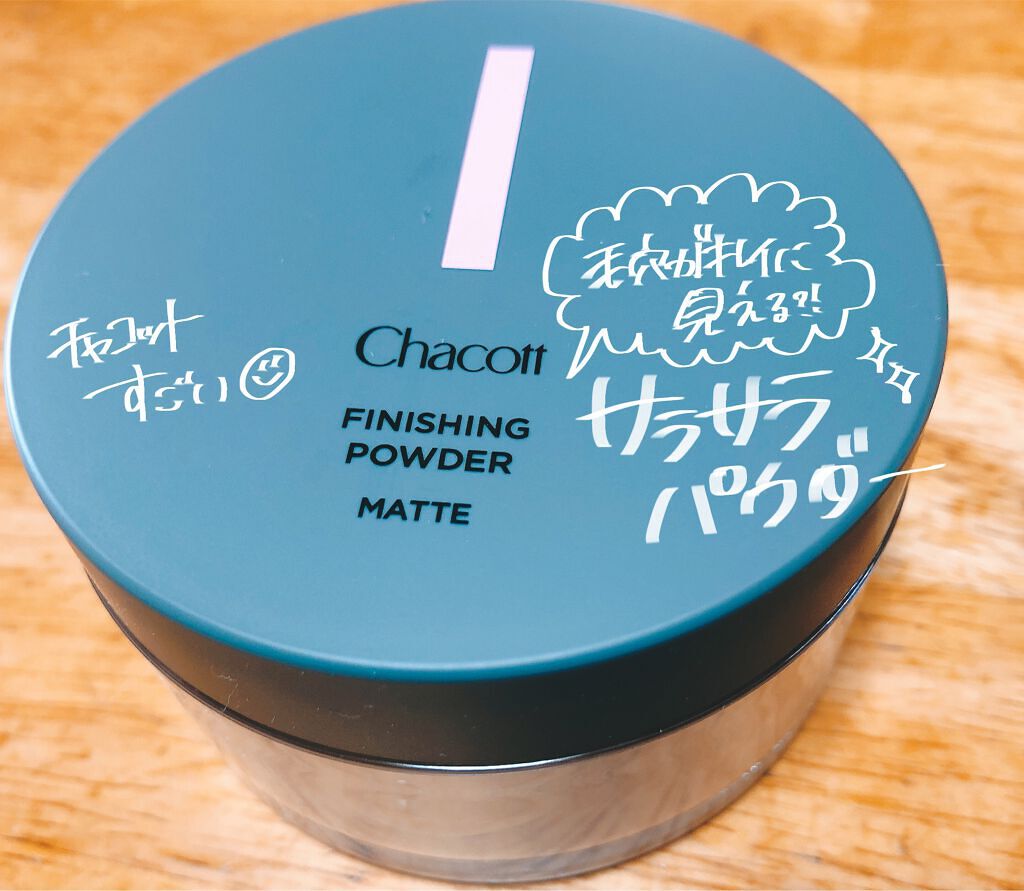 毛穴がキレイに
見える?!
チャコット
すごい
Chacott
サラサラ
パウダー
FINISHING
POWDER
MATTE